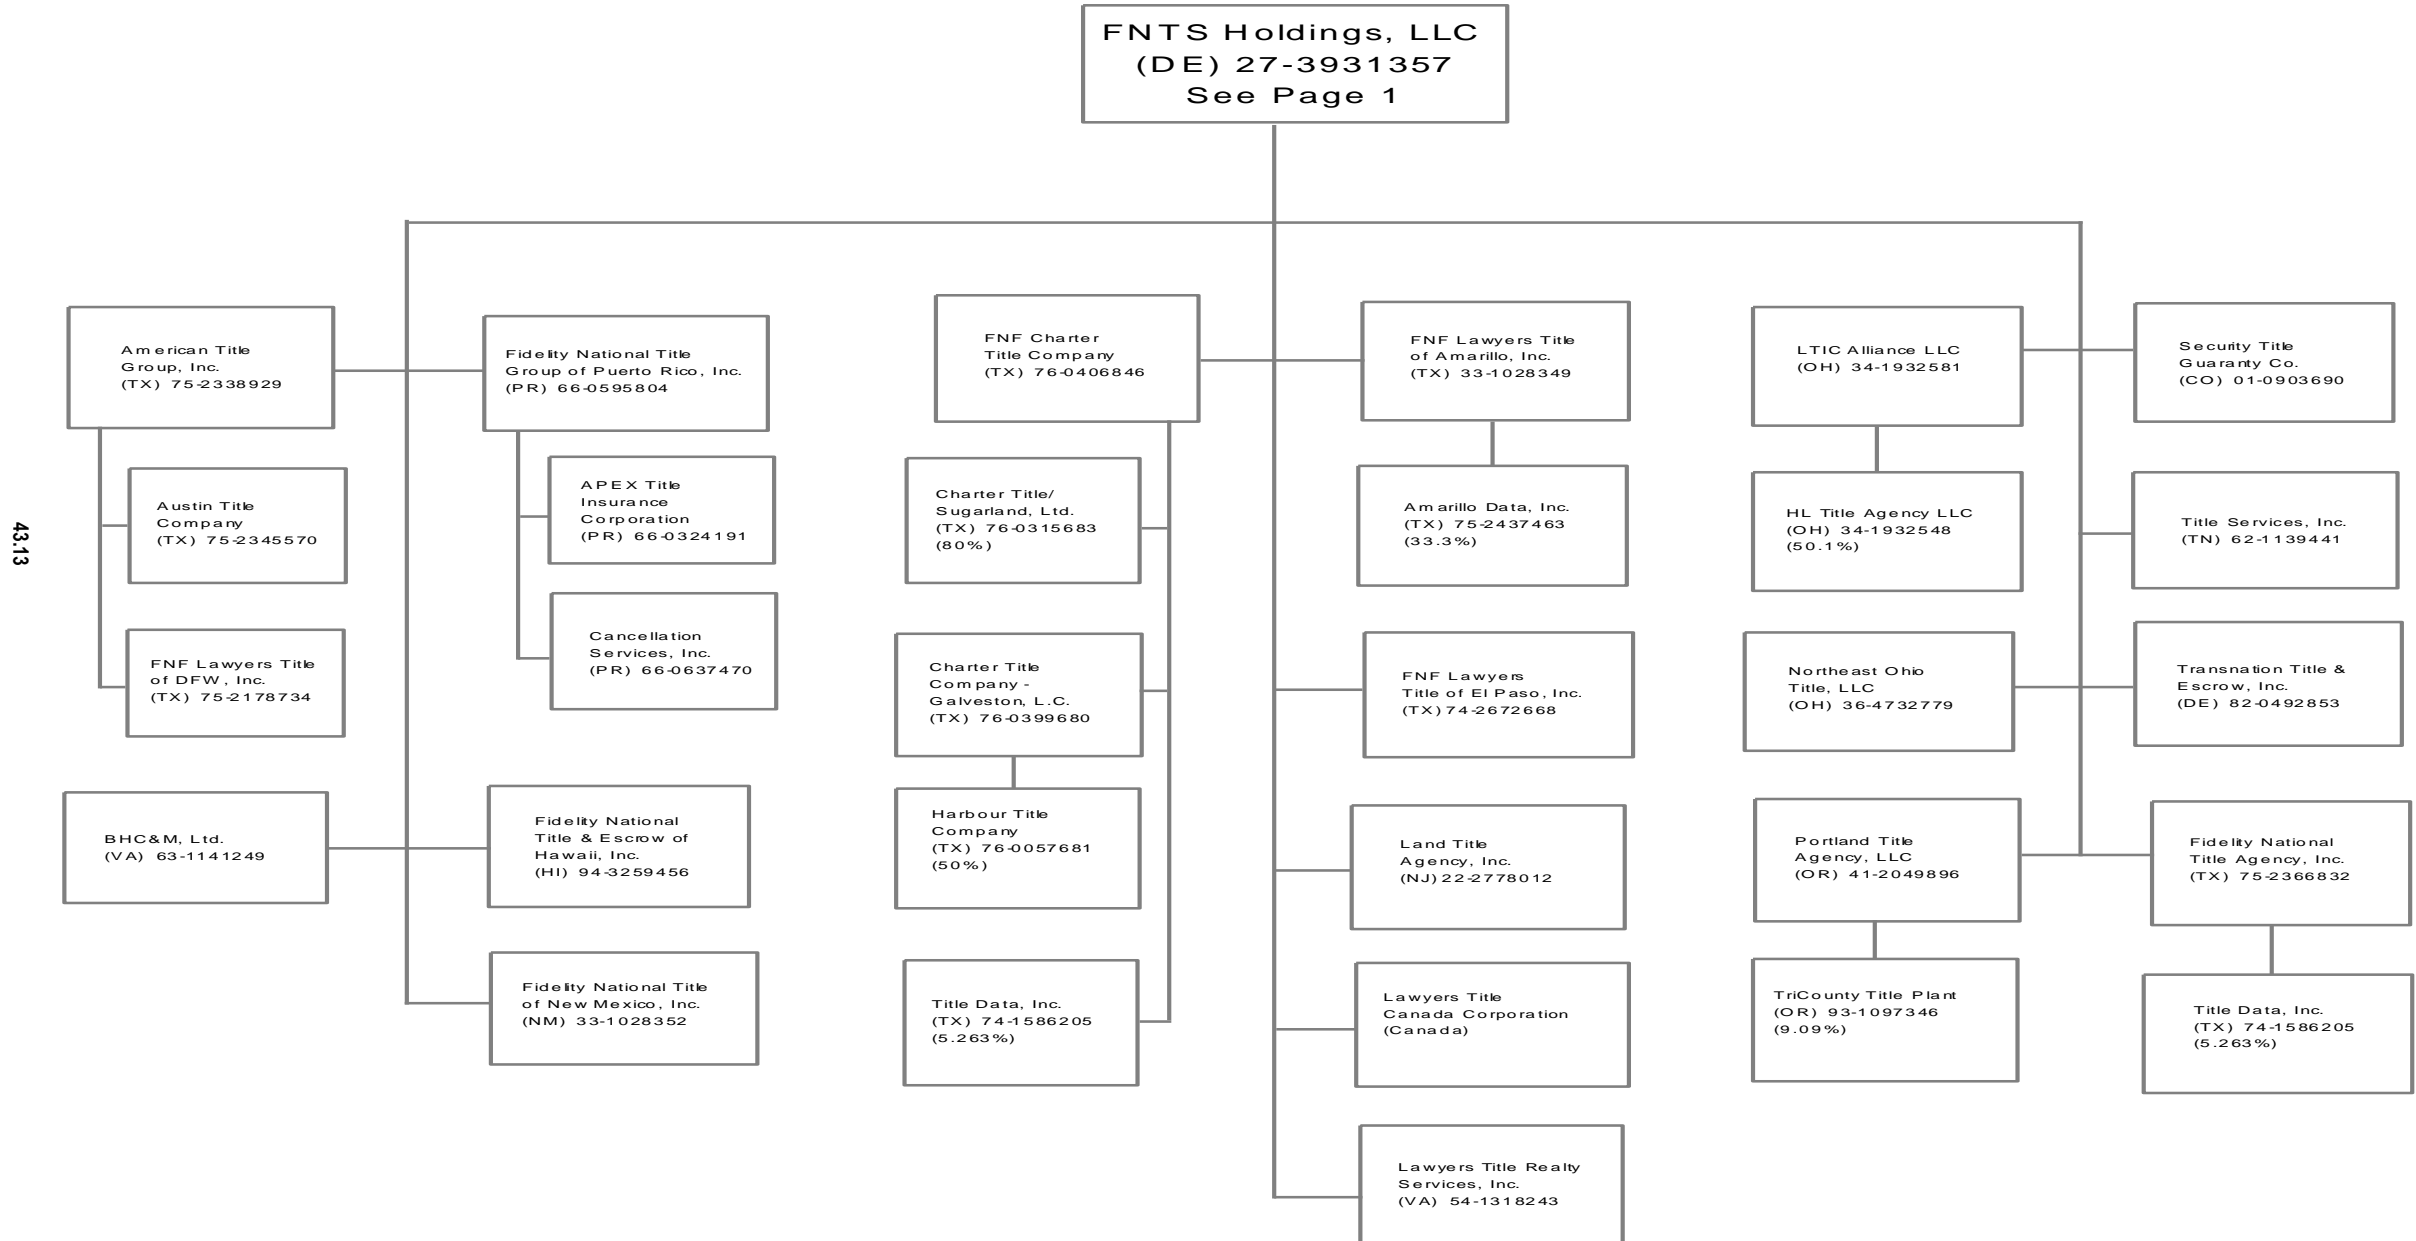 FNTS Holdings, LLC
(DE) 27-3931357
See Page 1
American Title
Group, Inc.
(TX) 75-2338929
Austin Title
Company
(TX) 75-2345570
FNF Lawyers Title
of DFW, Inc.
(TX) 75-2178734
BHC&M, Ltd.
(VA) 63-1141249
Fidelity National Title
Group of Puerto Rico, Inc.
(PR) 66-0595804
APEX Title
Insurance
Corporation
(PR) 66-0324191
Cancellation
Services, Inc.
(PR) 66-0637470
Fidelity National
Title & Escrow of
Hawaii, Inc.
(HI) 94-3259456
Fidelity National Title
of New Mexico, Inc.
(NM) 33-1028352
FNF Charter
Title Company
(TX) 76-0406846
Charter Title/
Sugarland, Ltd.
(TX) 76-0315683
(80%)
Charter Title
Company -
Galveston, L.C.
(TX) 76-0399680
Harbour Title
Company
(TX) 76-0057681
(50%)
Title Data, Inc.
(TX) 74-1586205
(5.263%)
FNF Lawyers Title
of Amarillo, Inc.
(TX) 33-1028349
Amarillo Data, Inc.
(TX) 75-2437463
(33.3%)
FNF Lawyers
Title of El Paso, Inc.
(TX) 74-2672668
Land Title
Agency, Inc.
(NJ) 22-2778012
Lawyers Title
Canada Corporation
(Canada)
Lawyers Title Realty
Services, Inc.
(VA) 54-1318243
LTIC Alliance LLC
(OH) 34-1932581
HL Title Agency LLC
(OH) 34-1932548
(50.1%)
Northeast Ohio
Title, LLC
(OH) 36-4732779
Portland Title
Agency, LLC
(OR) 41-2049896
TriCounty Title Plant
(OR) 93-1097346
(9.09%)
Security Title
Guaranty Co.
(CO) 01-0903690
Title Services, Inc.
(TN) 62-1139441
Transnation Title &
Escrow, Inc.
(DE) 82-0492853
Fidelity National
Title Agency, Inc.
(TX) 75-2366832
Title Data, Inc.
(TX) 74-1586205
(5.263%)
43.13